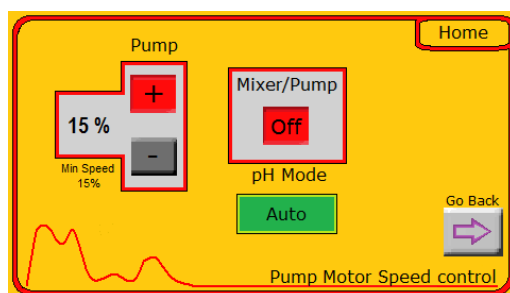 Home
Pump
+
15 %
-
Min Speed
15%
Mixer/Pump
Off
pH Mode
Auto
Go Back
Pump Motor Speed control